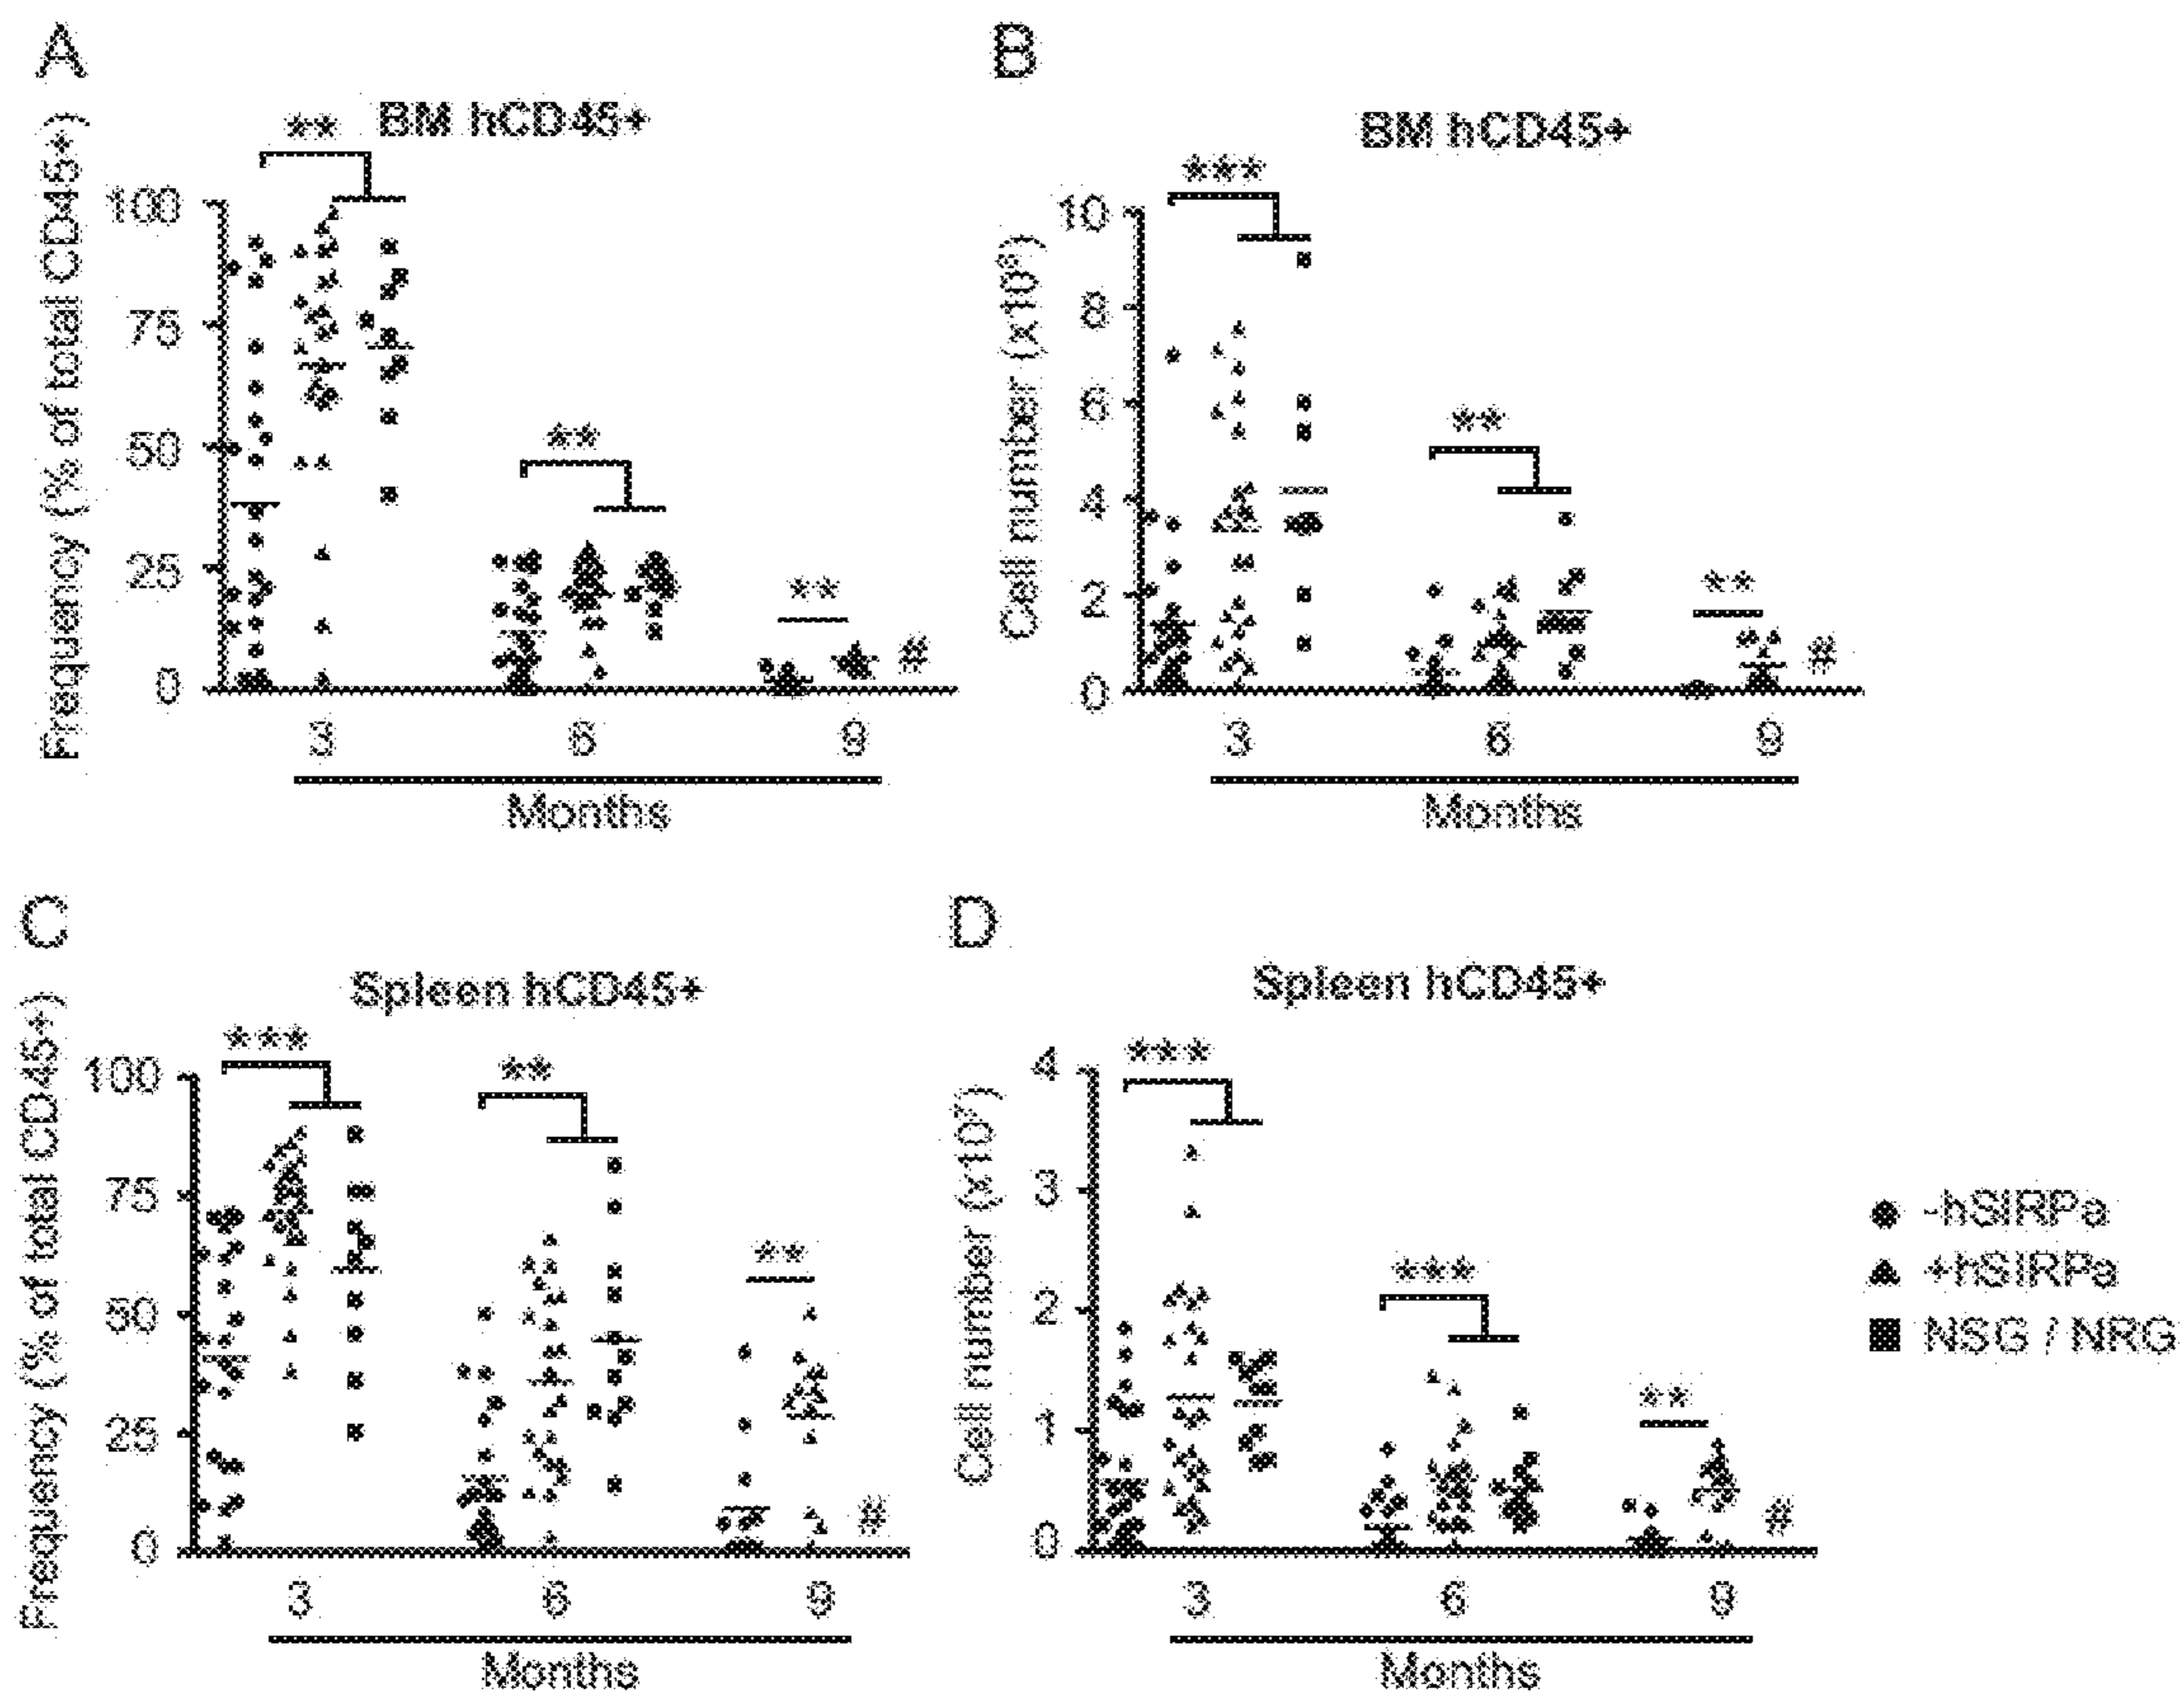 A
BM hCD45+
Frequency (% of total CD45+)
100
75
50
25
0
**
**
**
#
3 6 9
Months
B
BM hCD45+
10
8
6
4
2
0
***
**
**
#
3 6 9
Months
C
Spleen hCD45+
Frequency (% of total CD45+)
100
75
50
25
0
***
**
**
#
3 6 9
Months
D
Spleen hCD45+
Cell number (x10⁷)
4
3
2
1
0
***
***
**
#
3 6 9
Months
-hSIRPa
+hSIRPa
NSG / NRG